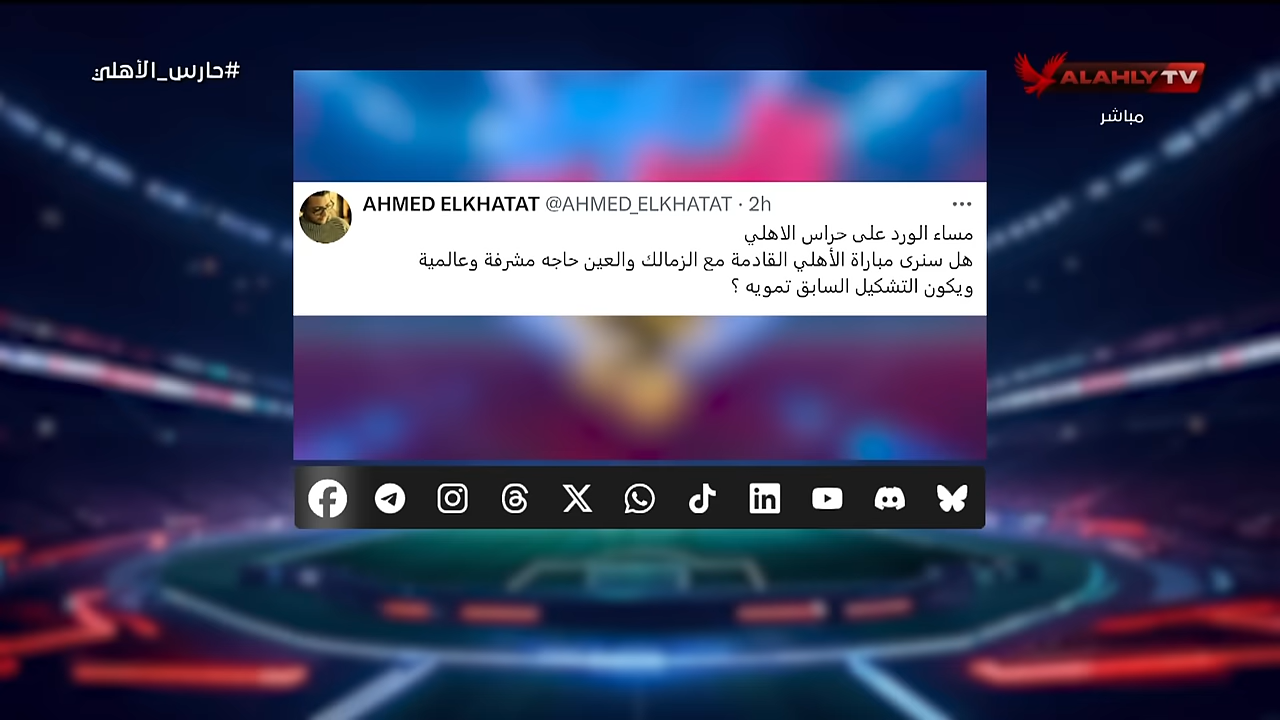 #حارس_الأهلي
ALAHLY TV
مباشر
AHMED ELKHATAT @AHMED_ELKHATAT · 2h
مساء الورد على حراس الاهلي
هل سنرى مباراة الأهلي القادمة مع الزمالك والعين حاجه مشرفة وعالمية
ويكون التشكيل السابق تمويه ؟